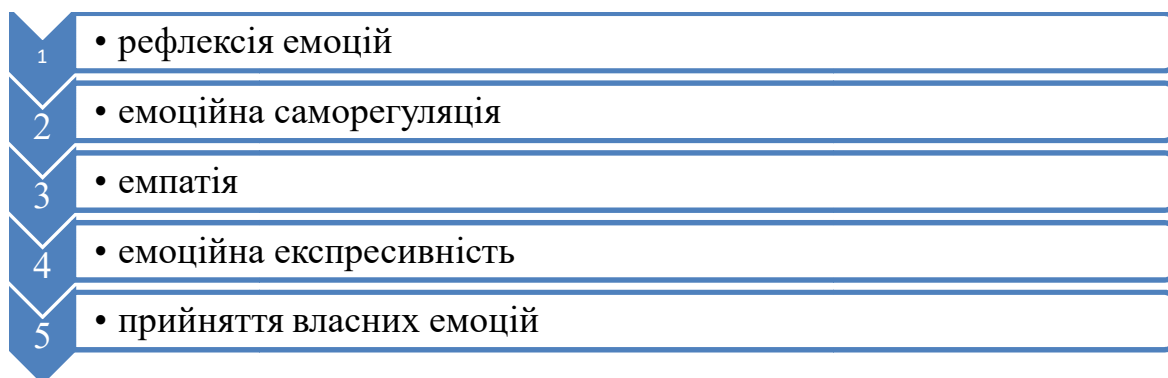 1 • рефлексія емоцій
2 • емоційна саморегуляція
3 • емпатія
4 • емоційна експресивність
5 • прийняття власних емоцій